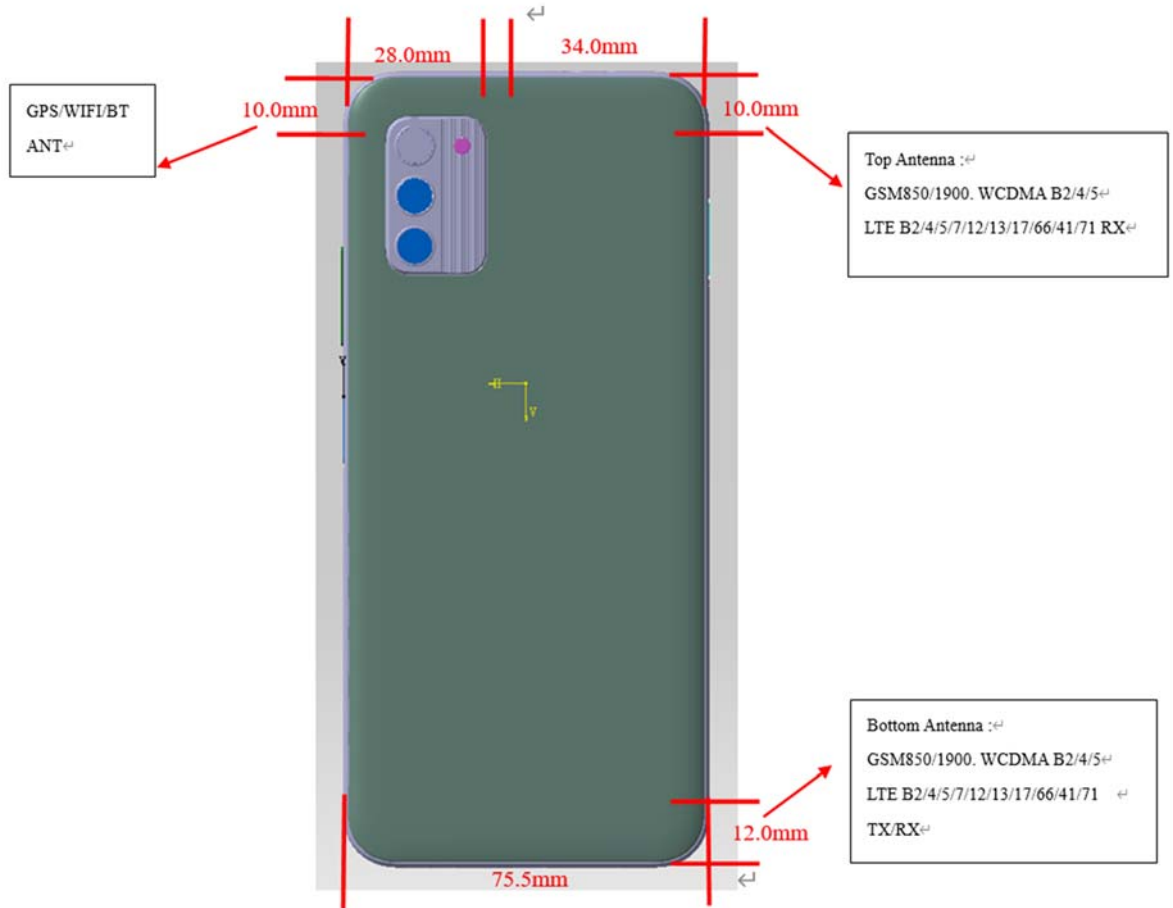 28.0mm
34.0mm
GPS/WIFI/BT
ANT
10.0mm
10.0mm
Top Antenna :
GSM850/1900. WCDMA B2/4/5
LTE B2/4/5/7/12/13/17/66/41/71 RX
H
V
Bottom Antenna :
GSM850/1900. WCDMA B2/4/5
LTE B2/4/5/7/12/13/17/66/41/71
TX/RX
12.0mm
75.5mm